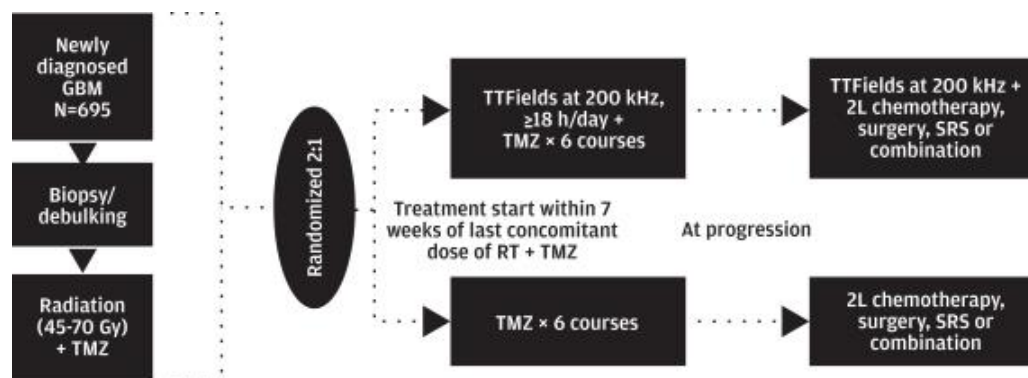 Newly
diagnosed
GBM
N=695
Biopsy/
debulking
Radiation
(45-70 Gy)
+ TMZ
Randomized 2:1
TTFields at 200 kHz,
≥18 h/day +
TMZ × 6 courses
Treatment start within 7
weeks of last concomitant
dose of RT + TMZ
TMZ × 6 courses
TTFields at 200 kHz +
2L chemotherapy,
surgery, SRS or
combination
At progression
2L chemotherapy,
surgery, SRS or
combination